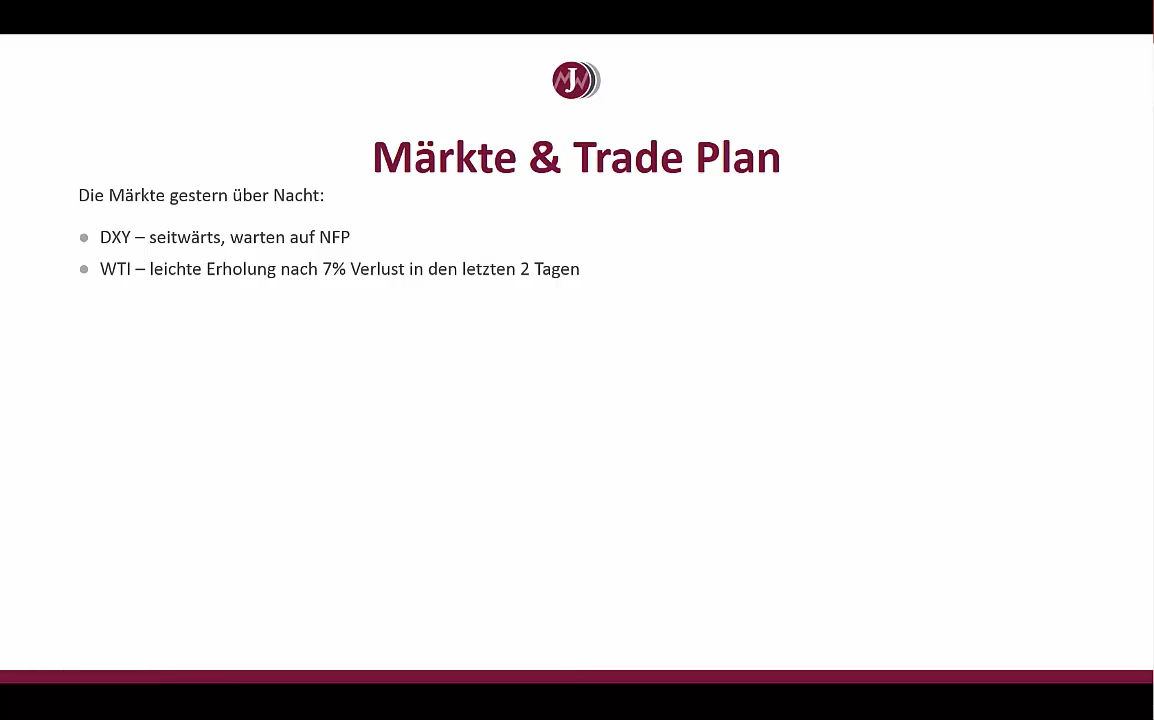 J
Märkte & Trade Plan
Die Märkte gestern über Nacht:
DXY – seitwärts, warten auf NFP
WTI – leichte Erholung nach 7% Verlust in den letzten 2 Tagen